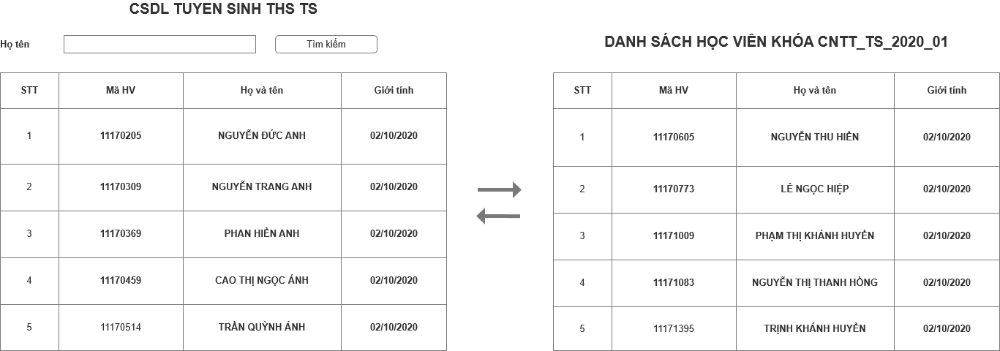 CSDL TUYEN SINH THS TS
Họ tên
Tìm kiếm
STT Mã HV Họ và tên Giới tính
1 11170205 NGUYỄN ĐỨC ANH 02/10/2020
2 11170309 NGUYỄN TRANG ANH 02/10/2020
3 11170369 PHAN HIỀN ANH 02/10/2020
4 11170459 CAO THỊ NGỌC ÁNH 02/10/2020
5 11170514 TRẦN QUỲNH ÁNH 02/10/2020
DANH SÁCH HỌC VIÊN KHÓA CNTT_TS_2020_01
STT Mã HV Họ và tên Giới tính
1 11170605 NGUYỄN THU HIỀN 02/10/2020
2 11170773 LÊ NGỌC HIỆP 02/10/2020
3 11171009 PHẠM THỊ KHÁNH HUYỀN 02/10/2020
4 11171083 NGUYỄN THỊ THANH HỒNG 02/10/2020
5 11171395 TRỊNH KHÁNH HUYỀN 02/10/2020